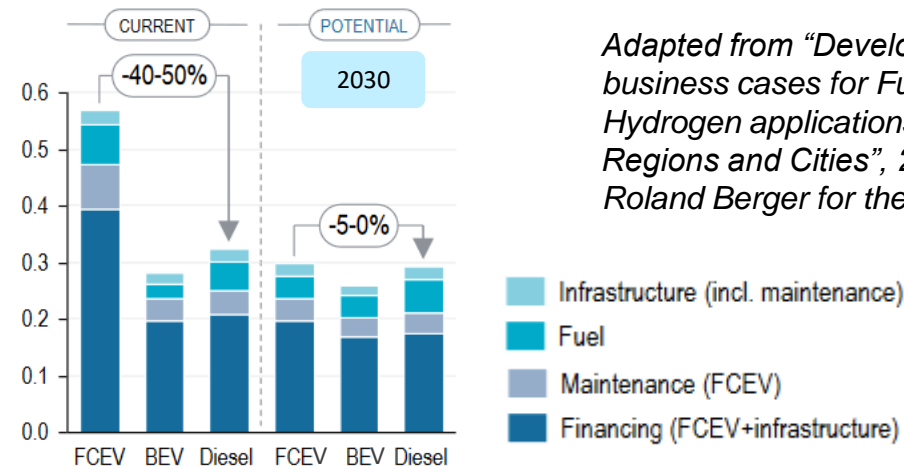 CURRENT
POTENTIAL
-40-50%
2030
0.6
0.5
0.4
0.3
0.2
0.1
0.0
-5-0%
FCEV BEV Diesel FCEV BEV Diesel
Adapted from “Develo
business cases for Fu
Hydrogen applications
Regions and Cities”, 2
Roland Berger for the
Infrastructure (incl. maintenance)
Fuel
Maintenance (FCEV)
Financing (FCEV+infrastructure)